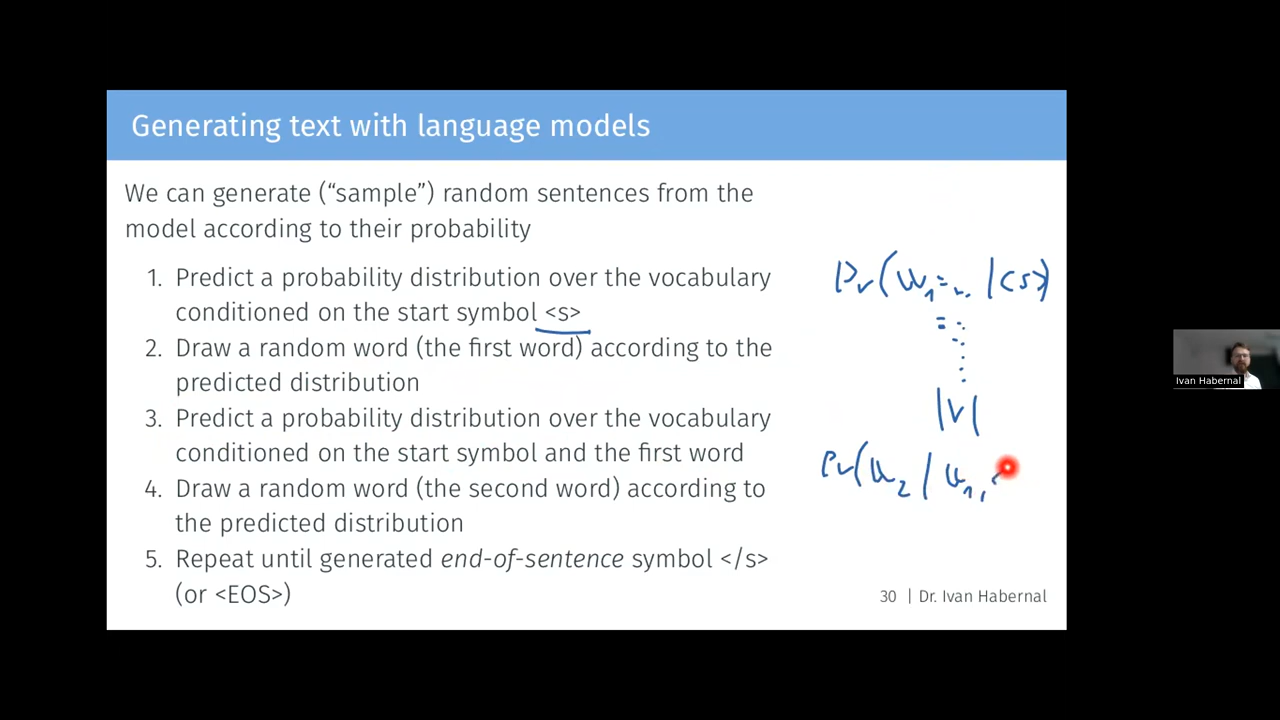 Generating text with language models
We can generate (“sample”) random sentences from the
model according to their probability
1. Predict a probability distribution over the vocabulary
conditioned on the start symbol <s>
2. Draw a random word (the first word) according to the
predicted distribution
3. Predict a probability distribution over the vocabulary
conditioned on the start symbol and the first word
4. Draw a random word (the second word) according to
the predicted distribution
5. Repeat until generated end-of-sentence symbol </s>
(or <EOS>)
Pr(w₁= .. |<s>)
= ..
|V|
Pr(w₂ | w₁,
30 | Dr. Ivan Habernal
Ivan Habernal